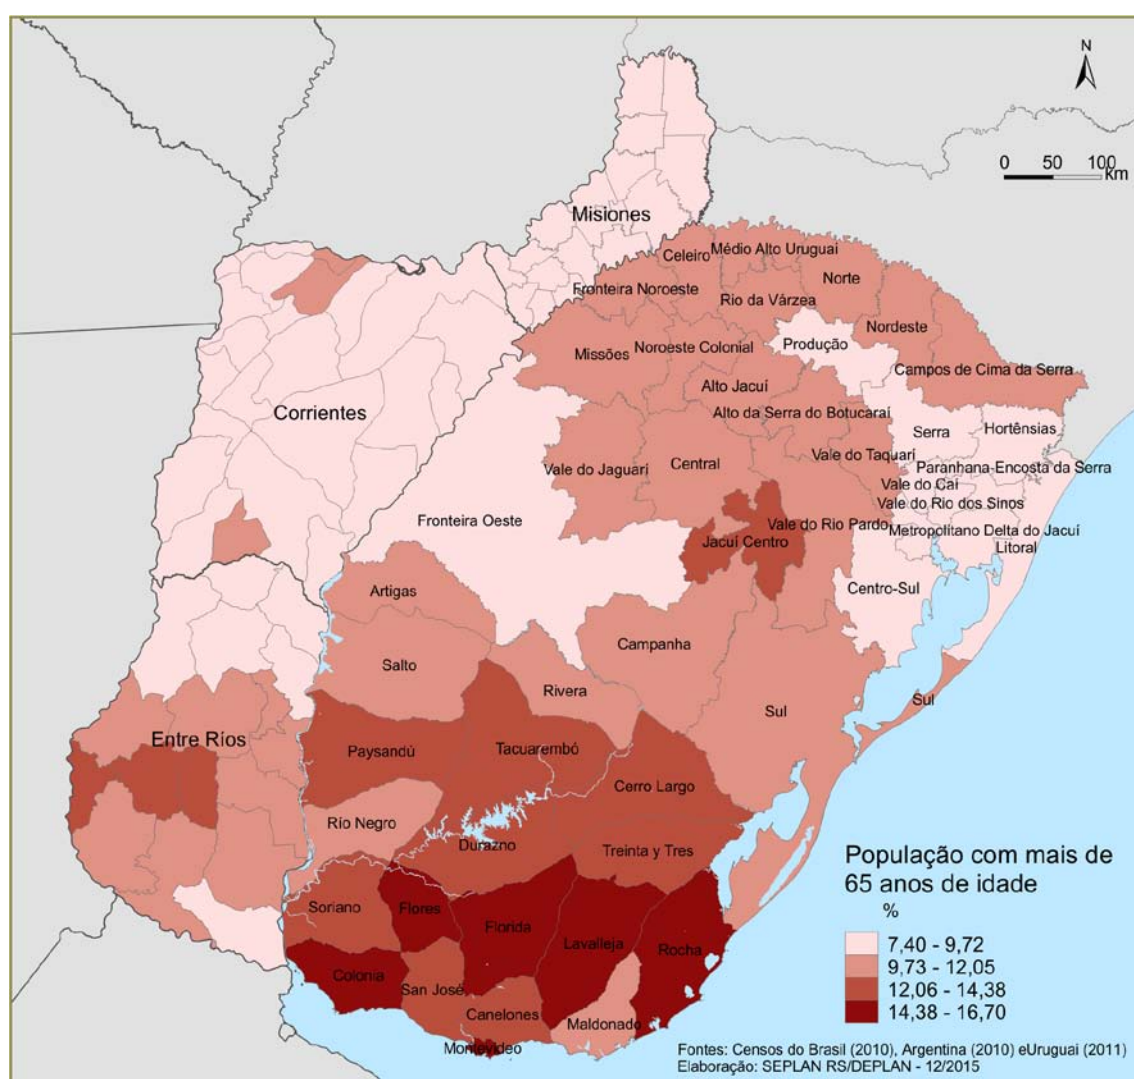 N
0 50 100
km
Misiones
Celeiro
Médio Alto Uruguai
Norte
Fronteira Noroeste
Rio da Várzea
Nordeste
Produção
Missões
Noroeste Colonial
Campos de Cima da Serra
Alto Jacuí
Corrientes
Alto da Serra do Botucaraí
Serra
Hortênsias
Vale do Jaguari
Central
Vale do Taquari
Paranhana-Encosta da Serra
Vale do Caí
Vale do Rio dos Sinos
Fronteira Oeste
Vale do Rio Pardo
Metropolitano Delta do Jacuí
Jacuí Centro
Litoral
Artigas
Centro-Sul
Campanha
Salto
Rivera
Sul
Sul
Entre Ríos
Paysandú
Tacuarembó
Cerro Largo
Río Negro
Durazno
Treinta y Tres
Soriano
Flores
Florida
Lavalleja
Rocha
Colonia
San José
Canelones
Maldonado
Montevideo
População com mais de
65 anos de idade
%
7,40 - 9,72
9,73 - 12,05
12,06 - 14,38
14,38 - 16,70
Fontes: Censos do Brasil (2010), Argentina (2010) eUruguai (2011)
Elaboração: SEPLAN RS/DEPLAN - 12/2015